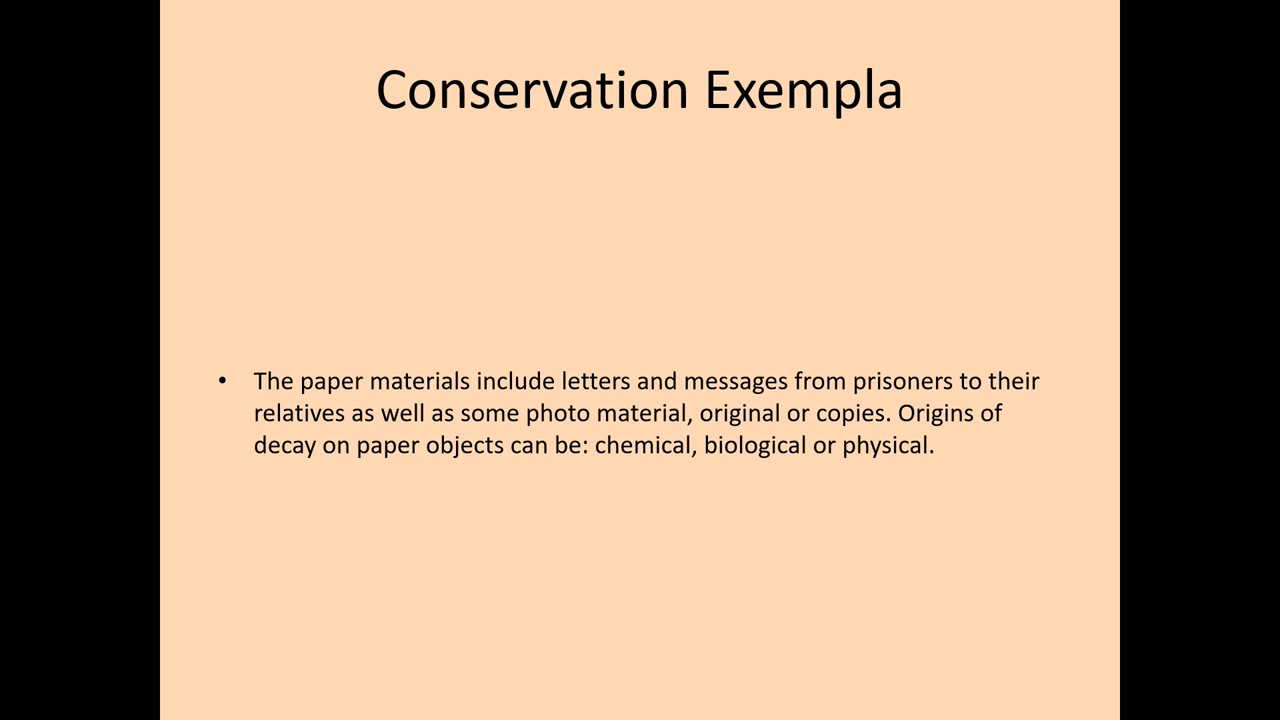 Conservation Exempla
• The paper materials include letters and messages from prisoners to their
relatives as well as some photo material, original or copies. Origins of
decay on paper objects can be: chemical, biological or physical.